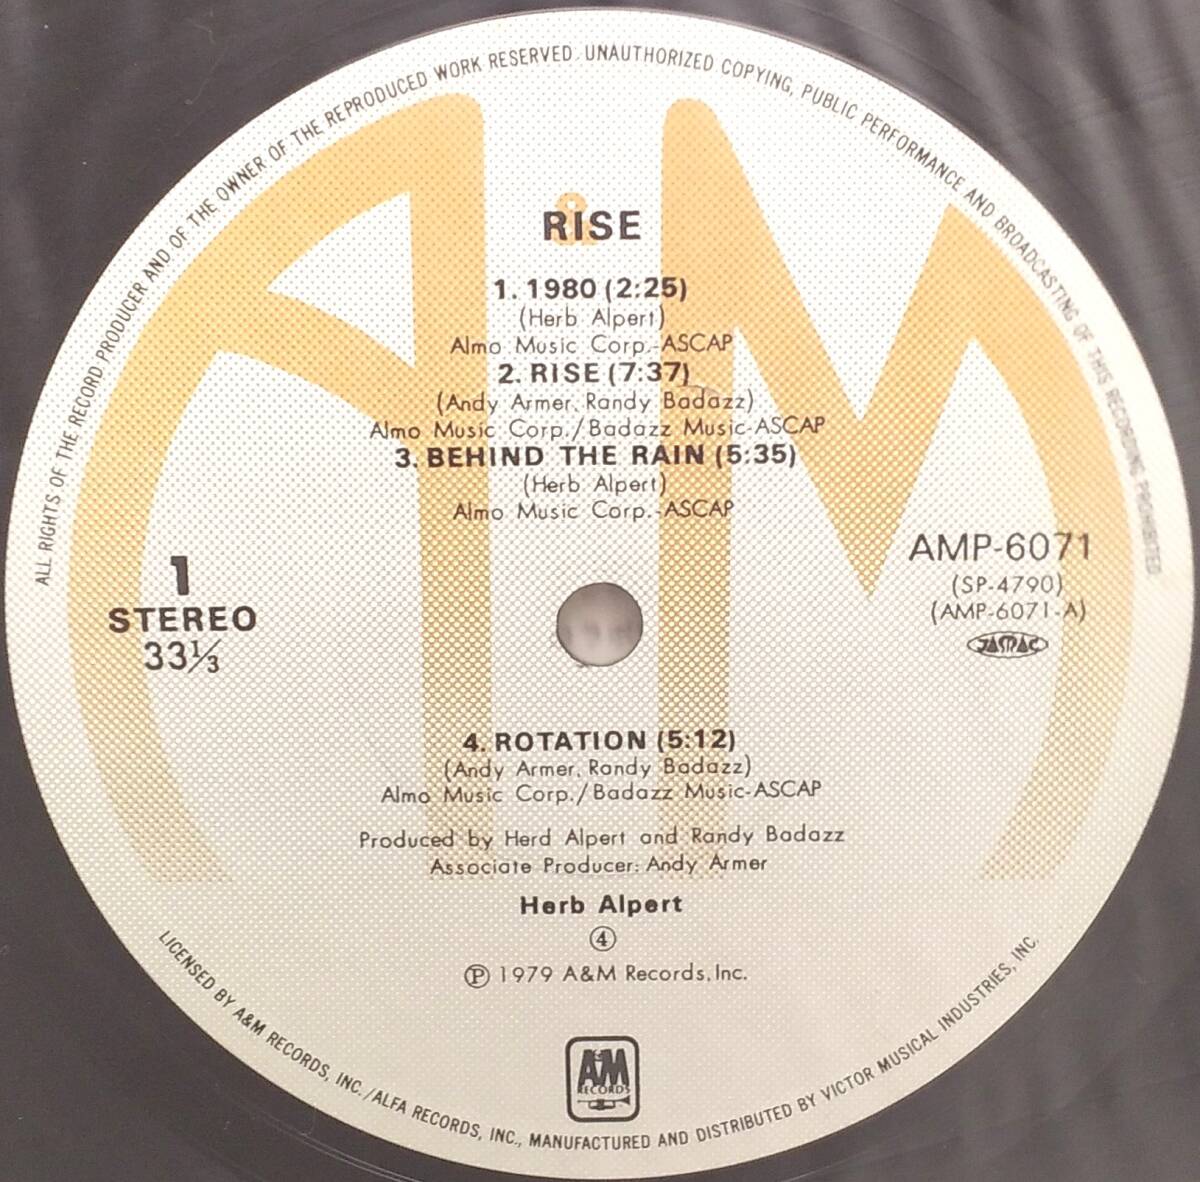 ALL RIGHTS OF THE RECORD PRODUCER AND OF THE OWNER OF THE REPRODUCED WORK RESERVED. UNAUTHORIZED COPYING, PUBLIC PERFORMANCE AND BROADCASTING OF THIS RECORDING PROHIBITED
RISE
1. 1980 (2:25)
(Herb Alpert)
Almo Music Corp.-ASCAP
2. RISE (7:37)
(Andy Armer, Randy Badazz)
Almo Music Corp./Badazz Music-ASCAP
3. BEHIND THE RAIN (5:35)
(Herb Alpert)
Almo Music Corp.-ASCAP
1
STEREO
33⅓
AMP-6071
(SP-4790)
(AMP-6071-A)
JASRAC
4. ROTATION (5:12)
(Andy Armer, Randy Badazz)
Almo Music Corp./Badazz Music-ASCAP
Produced by Herd Alpert and Randy Badazz
Associate Producer: Andy Armer
Herb Alpert
④
℗ 1979 A&M Records, Inc.
A&M
RECORDS
LICENSED BY A&M RECORDS, INC./ALFA RECORDS, INC., MANUFACTURED AND DISTRIBUTED BY VICTOR MUSICAL INDUSTRIES, INC.